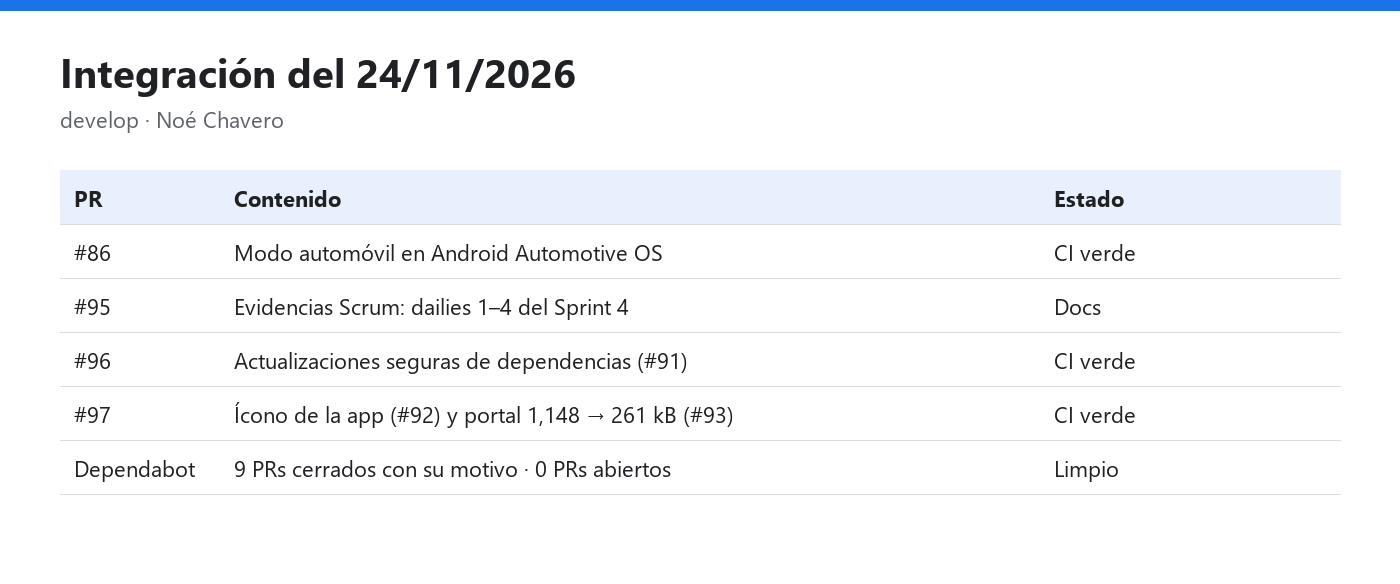 Integración del 24/11/2026
develop · Noé Chavero
PR Contenido Estado
#86 Modo automóvil en Android Automotive OS CI verde
#95 Evidencias Scrum: dailies 1–4 del Sprint 4 Docs
#96 Actualizaciones seguras de dependencias (#91) CI verde
#97 Ícono de la app (#92) y portal 1,148 → 261 kB (#93) CI verde
Dependabot 9 PRs cerrados con su motivo · 0 PRs abiertos Limpio